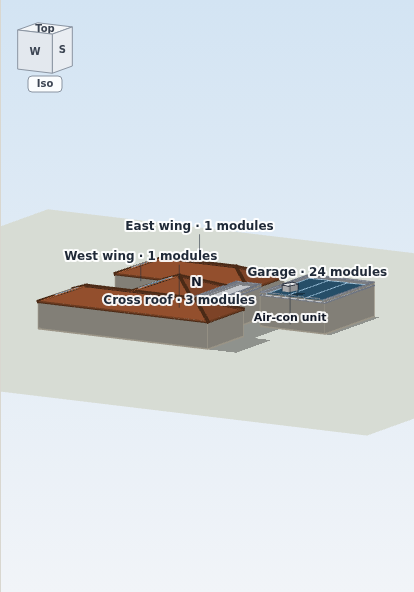 Top
W
S
Iso
East wing · 1 modules
West wing · 1 modules
Garage · 24 modules
N
Cross roof · 3 modules
Air-con unit